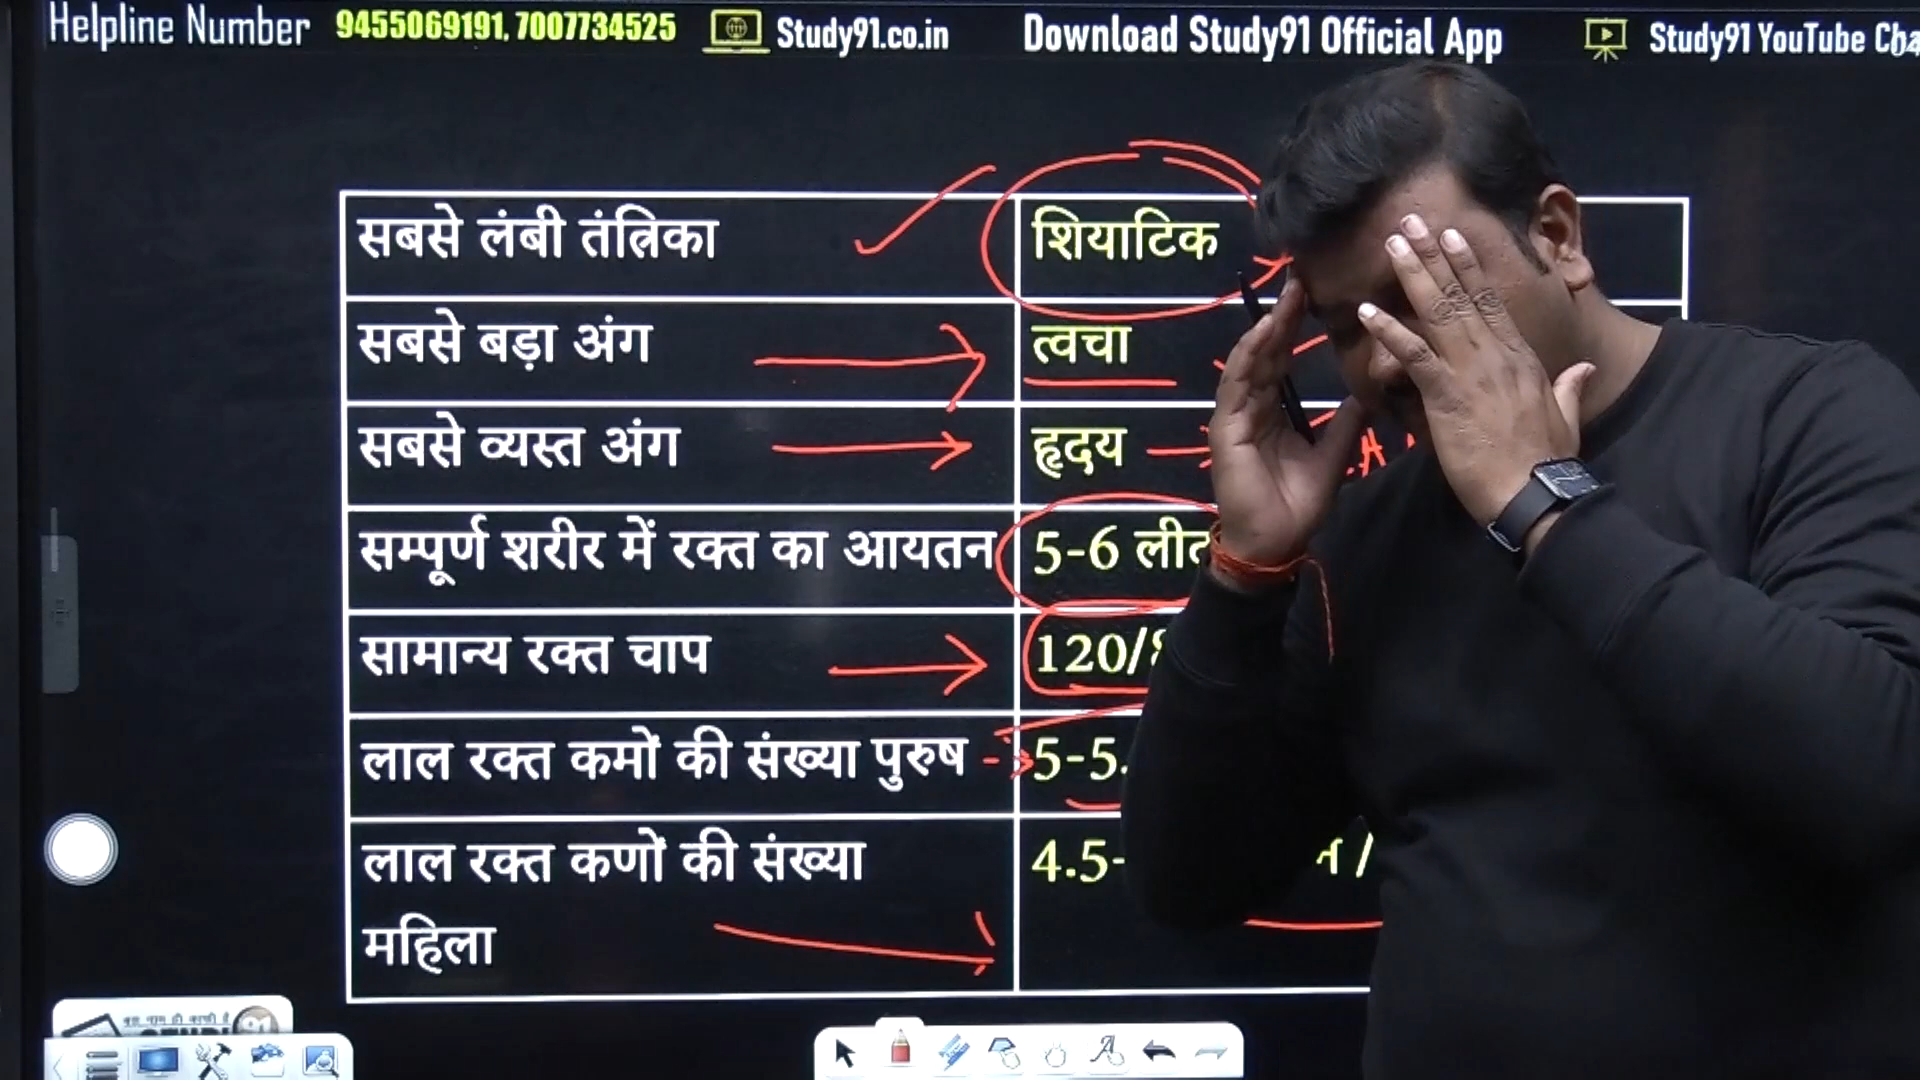 Helpline Number 9455069191, 7007734525 Study91.co.in Download Study91 Official App Study91 YouTube
सबसे लंबी तंत्रिका शियाटिक
सबसे बड़ा अंग त्वचा
सबसे व्यस्त अंग हृदय
सम्पूर्ण शरीर में रक्त का आयतन 5-6
सामान्य रक्त चाप 120/
लाल रक्त कमों की संख्या पुरुष 5-5.
लाल रक्त कणों की संख्या 4.5-
महिला